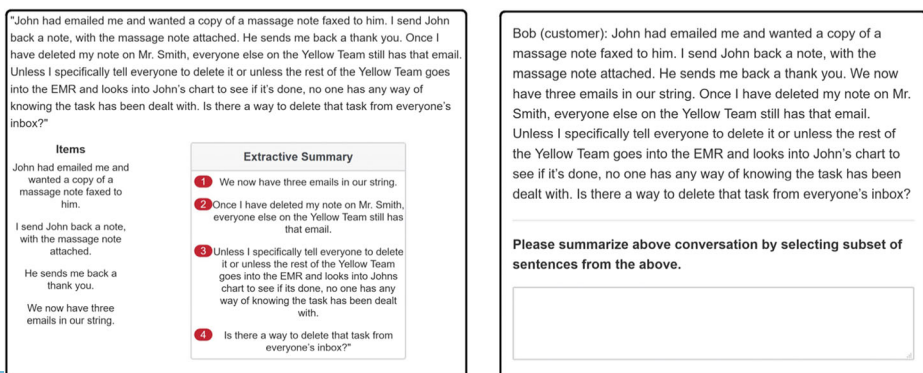 "John had emailed me and wanted a copy of a massage note faxed to him. I send John
back a note, with the massage note attached. He sends me back a thank you. Once I
have deleted my note on Mr. Smith, everyone else on the Yellow Team still has that email.
Unless I specifically tell everyone to delete it or unless the rest of the Yellow Team goes
into the EMR and looks into John's chart to see if it's done, no one has any way of
knowing the task has been dealt with. Is there a way to delete that task from everyone's
inbox?"
Items
John had emailed me and
wanted a copy of a
massage note faxed to
him.
I send John back a note,
with the massage note
attached.
He sends me back a
thank you.
We now have three
emails in our string.
Extractive Summary
1 We now have three emails in our string.
2 Once I have deleted my note on Mr. Smith,
everyone else on the Yellow Team still has
that email.
3 Unless I specifically tell everyone to delete
it or unless the rest of the Yellow Team
goes into the EMR and looks into Johns
chart to see if its done, no one has any
way of knowing the task has been dealt
with.
4 Is there a way to delete that task from
everyone's inbox?"
Bob (customer): John had emailed me and wanted a copy of a
massage note faxed to him. I send John back a note, with the
massage note attached. He sends me back a thank you. We now
have three emails in our string. Once I have deleted my note on Mr.
Smith, everyone else on the Yellow Team still has that email.
Unless I specifically tell everyone to delete it or unless the rest of
the Yellow Team goes into the EMR and looks into John's chart to
see if it's done, no one has any way of knowing the task has been
dealt with. Is there a way to delete that task from everyone's inbox?
Please summarize above conversation by selecting subset of
sentences from the above.